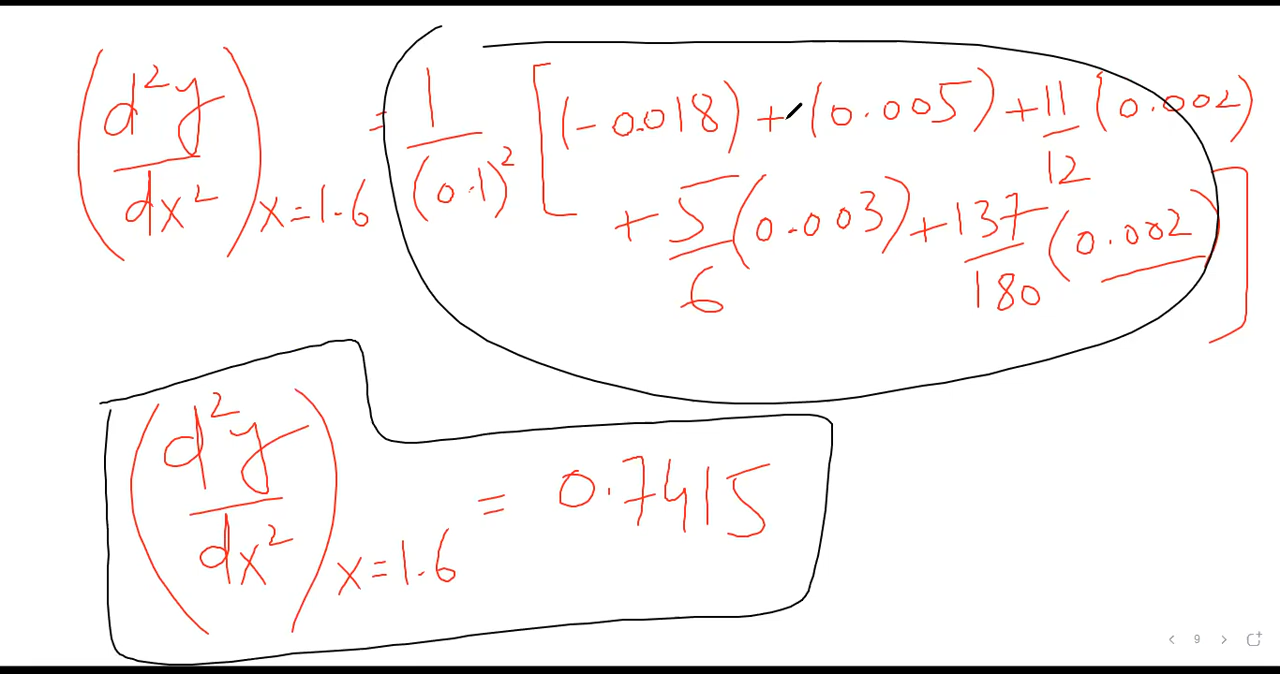 (d²y/dx²)x=1.6 = 1/(0.1)² [(-0.018) + (0.005) + 11/12 (0.002)
+ 5/6 (0.003) + 137/180 (0.002)]
(d²y/dx²)x=1.6 = 0.7415
< 9 >